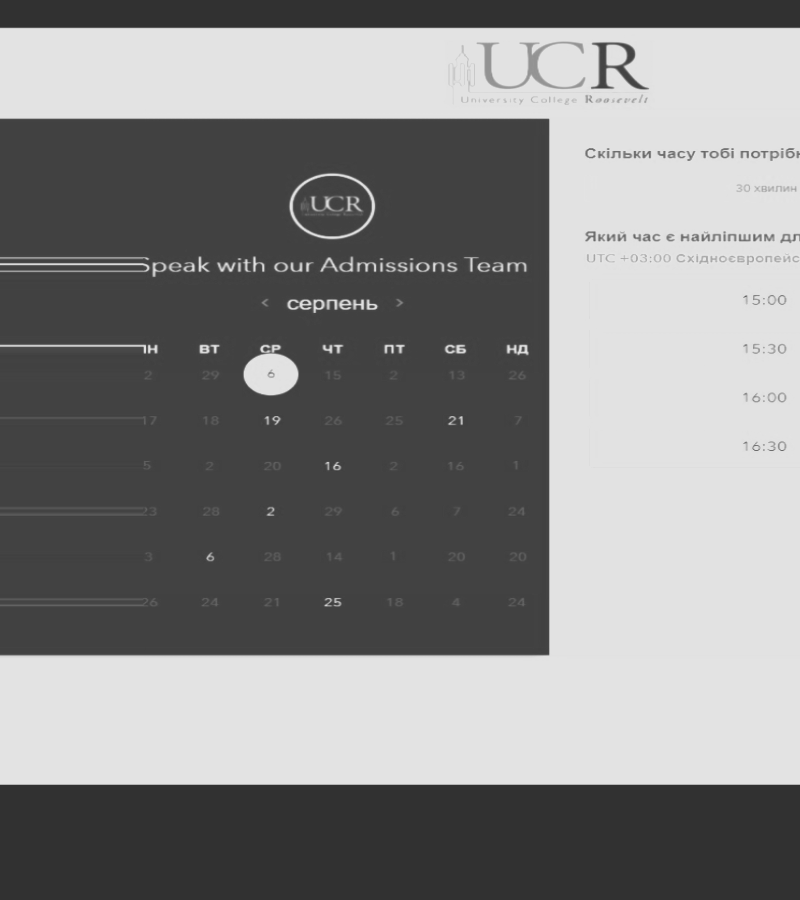 UCR
University College Roosevelt
UCR
Speak with our Admissions Team
< серпень >
ПН ВТ СР ЧТ ПТ СБ НД
2 29 6 15 2 13 26
17 18 19 26 25 21 7
5 2 20 16 2 16 1
23 28 2 29 6 7 24
3 6 28 14 1 20 20
26 24 21 25 18 4 24
Скільки часу тобі
30 хвилин
Який час є найліпшим
UTC +03:00
15:00
15:30
16:00
16:30